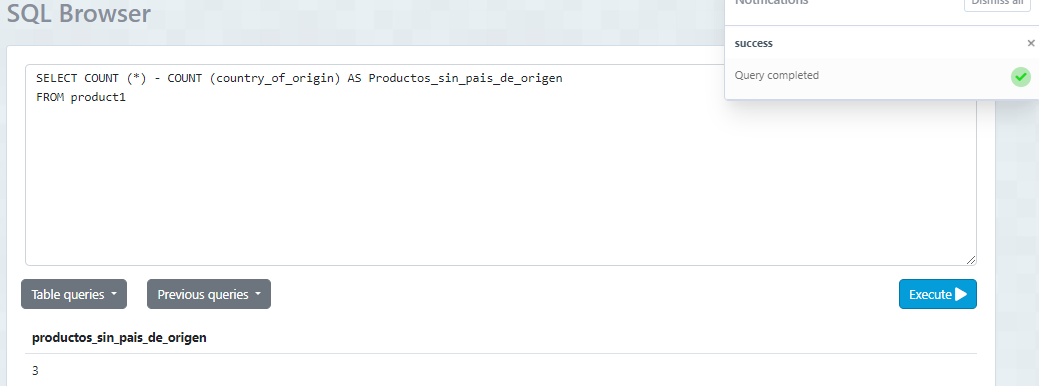 SQL Browser
Notifications
Dismiss all
success
×
Query completed
SELECT COUNT (*) - COUNT (country_of_origin) AS Productos_sin_pais_de_origen
FROM product1
Table queries
Previous queries
Execute
productos_sin_pais_de_origen
3